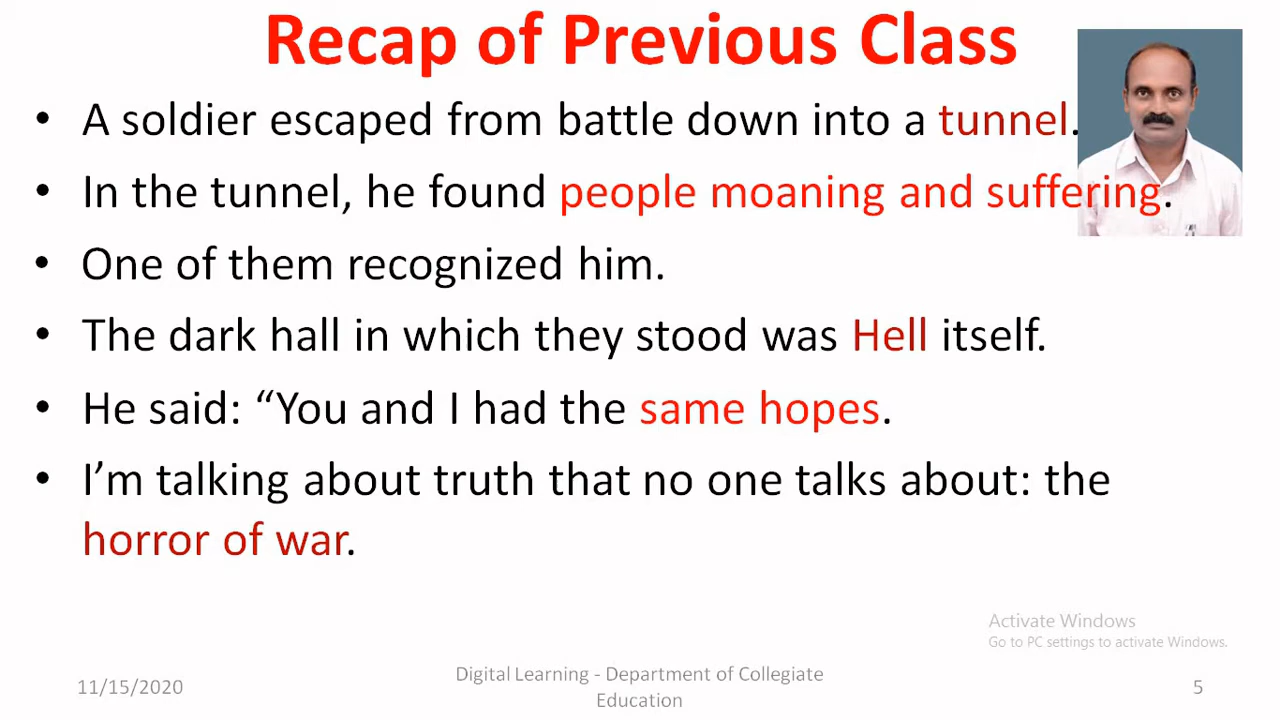 Recap of Previous Class
• A soldier escaped from battle down into a tunnel.
• In the tunnel, he found people moaning and suffering.
• One of them recognized him.
• The dark hall in which they stood was Hell itself.
• He said: “You and I had the same hopes.
• I’m talking about truth that no one talks about: the
horror of war.
Activate Windows
Go to PC settings to activate Windows.
11/15/2020
Digital Learning - Department of Collegiate
Education
5